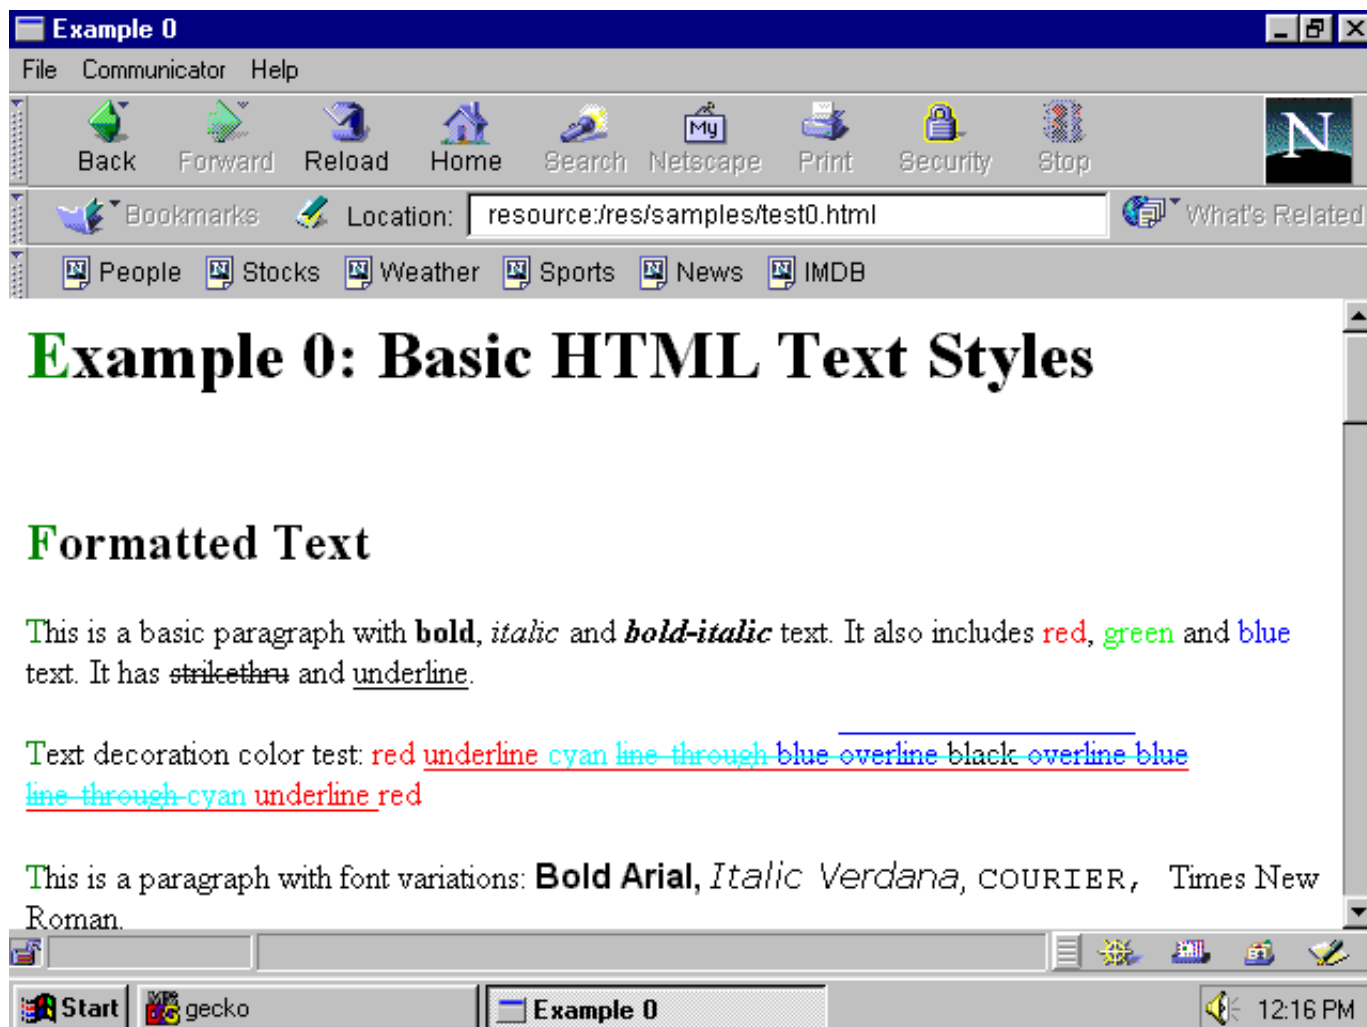 Example 0
File Communicator Help
My
N
Back Forward Reload Home Search Netscape Print Security Stop
Bookmarks Location: resource:/res/samples/test0.html What's Related
People Stocks Weather Sports News IMDB
Example 0: Basic HTML Text Styles
Formatted Text
This is a basic paragraph with bold, italic and bold-italic text. It also includes red, green and blue
text. It has strikethru and underline.
Text decoration color test: red underline cyan line-through blue overline black overline blue
line-through cyan underline red
This is a paragraph with font variations: Bold Arial, Italic Verdana, COURIER, Times New
Roman.
Start gecko Example 0 12:16 PM